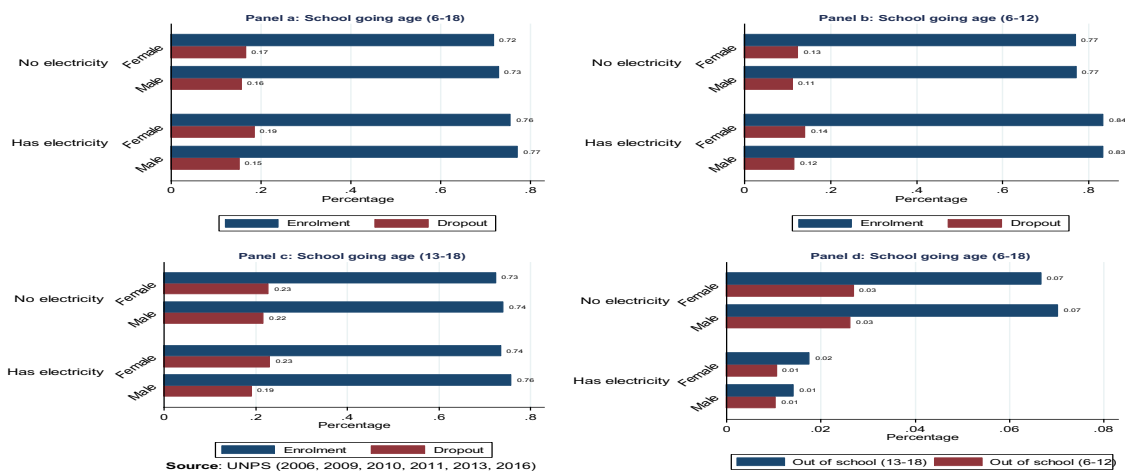 Panel a: School going age (6-18)
No electricity
Female
0.72
0.17
Male
0.73
0.16
Has electricity
Female
0.76
0.19
Male
0.77
0.15
0 .2 .4 .6 .8
Percentage
Enrolment Dropout
Panel b: School going age (6-12)
No electricity
Female
0.77
0.13
Male
0.77
0.11
Has electricity
Female
0.84
0.14
Male
0.83
0.12
0 .2 .4 .6 .8
Percentage
Enrolment Dropout
Panel c: School going age (13-18)
No electricity
Female
0.73
0.23
Male
0.74
0.22
Has electricity
Female
0.74
0.23
Male
0.76
0.19
0 .2 .4 .6 .8
Percentage
Enrolment Dropout
Panel d: School going age (6-18)
No electricity
Female
0.07
0.03
Male
0.07
0.03
Has electricity
Female
0.02
0.01
Male
0.01
0.01
0 .02 .04 .06 .08
Percentage
Out of school (13-18) Out of school (6-12)
Source: UNPS (2006, 2009, 2010, 2011, 2013, 2016)